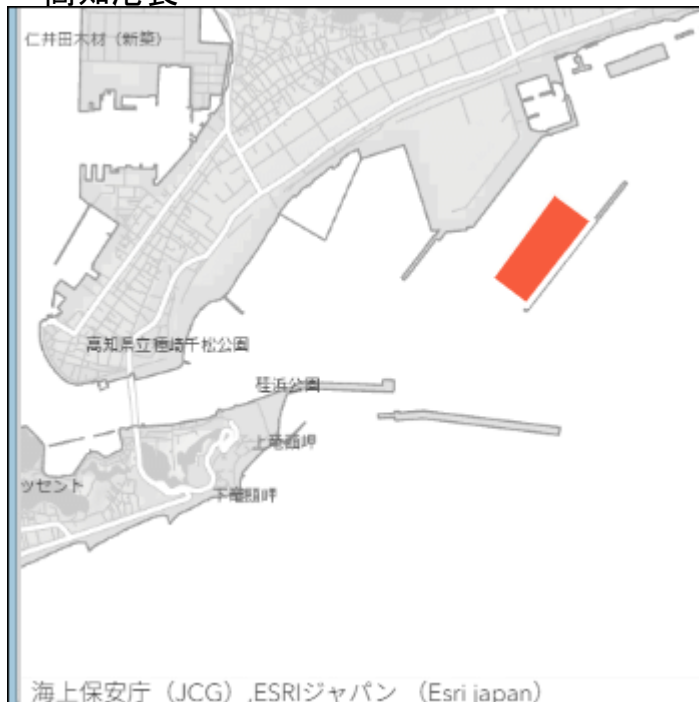 仁井田木材（新築）
高知県立種崎千松公園
桂浜公園
上竜頭岬
ッセント
下竜頭岬
海上保安庁（JCG）,ESRIジャパン （Esri japan）